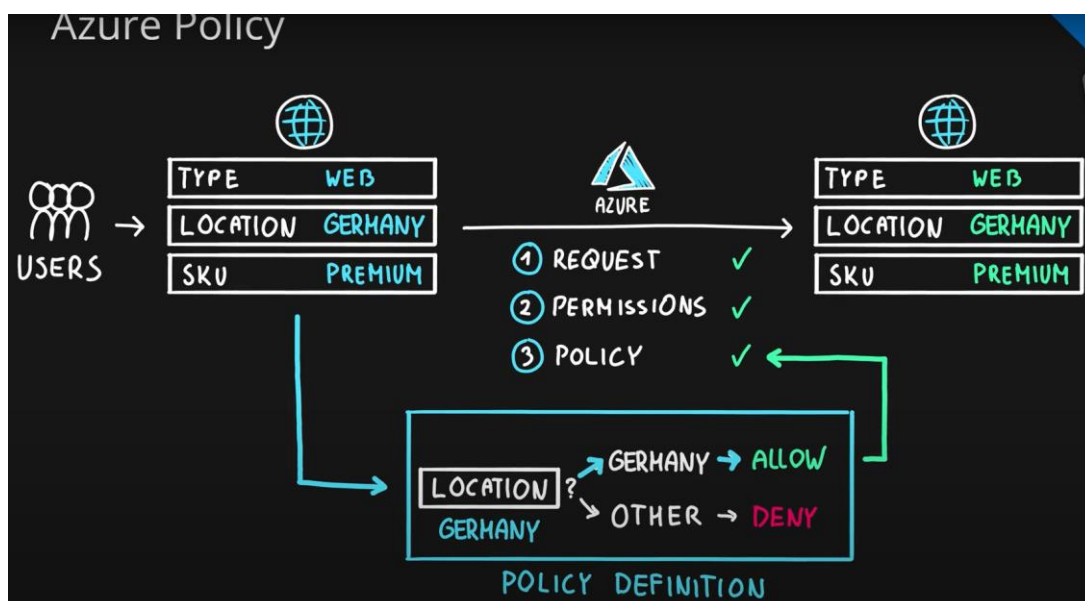 Azure Policy
USERS
TYPE WEB
LOCATION GERMANY
SKU PREMIUM
AZURE
1 REQUEST ✓
2 PERMISSIONS ✓
3 POLICY ✓
TYPE WEB
LOCATION GERMANY
SKU PREMIUM
LOCATION ?
GERMANY
GERMANY → ALLOW
OTHER → DENY
POLICY DEFINITION